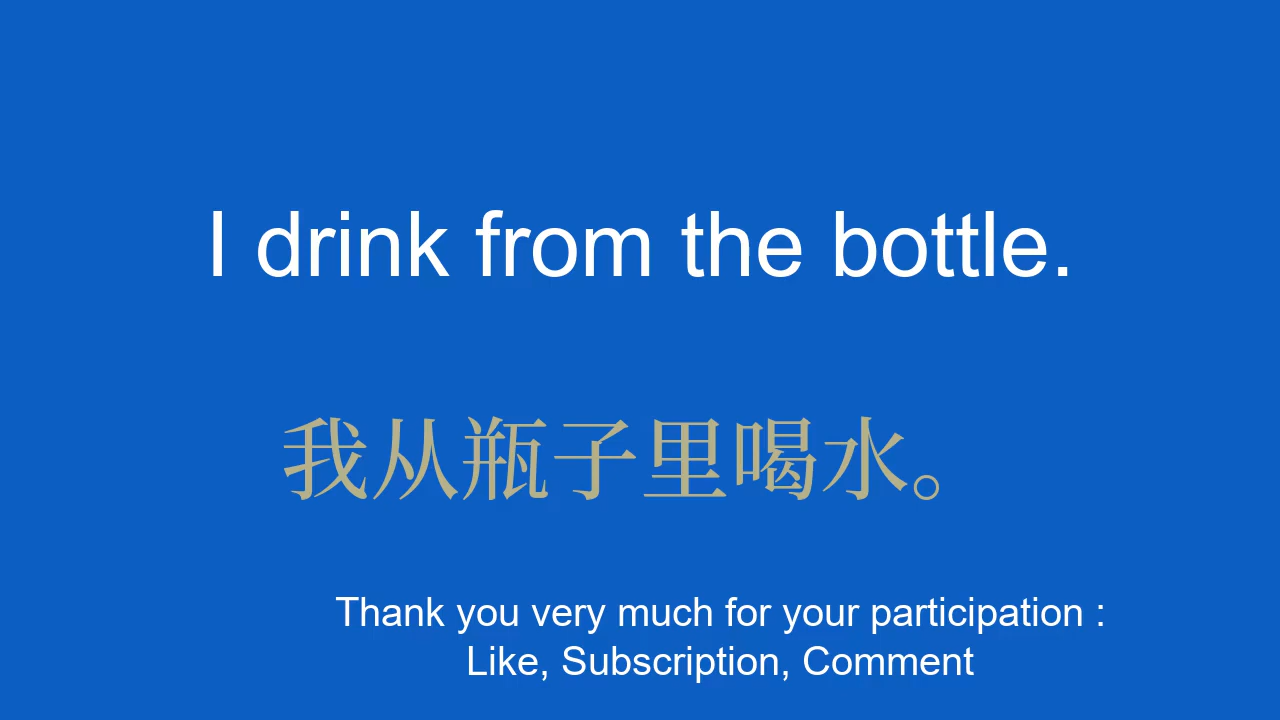 I drink from the bottle.
我从瓶子里喝水。
Thank you very much for your participation :
Like, Subscription, Comment